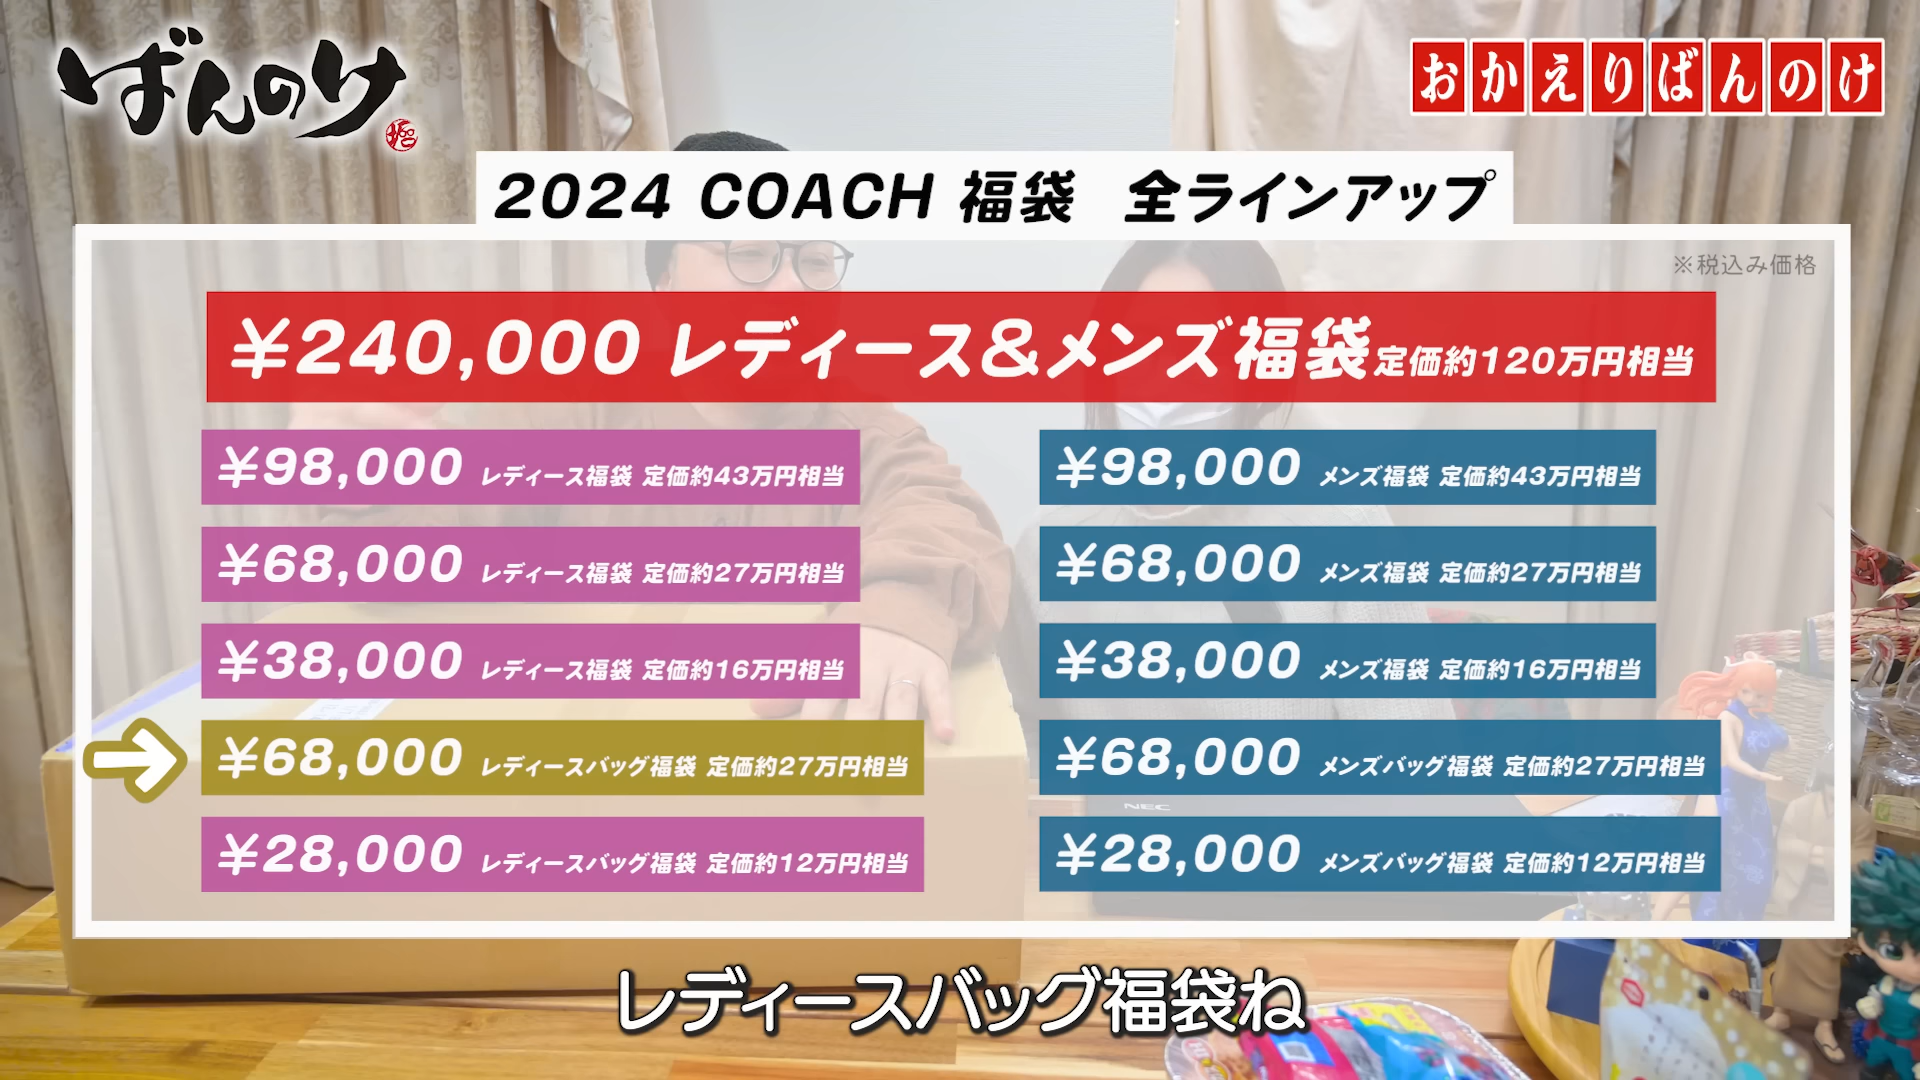 ばんのけ
おかえりばんのけ
2024 COACH 福袋 全ラインアップ
※税込み価格
¥240,000 レディース&メンズ福袋定価約120万円相当
¥98,000 レディース福袋 定価約43万円相当
¥68,000 レディース福袋 定価約27万円相当
¥38,000 レディース福袋 定価約16万円相当
¥68,000 レディースバッグ福袋 定価約27万円相当
¥28,000 レディースバッグ福袋 定価約12万円相当
¥98,000 メンズ福袋 定価約43万円相当
¥68,000 メンズ福袋 定価約27万円相当
¥38,000 メンズ福袋 定価約16万円相当
¥68,000 メンズバッグ福袋 定価約27万円相当
¥28,000 メンズバッグ福袋 定価約12万円相当
NEC
レディースバッグ福袋ね